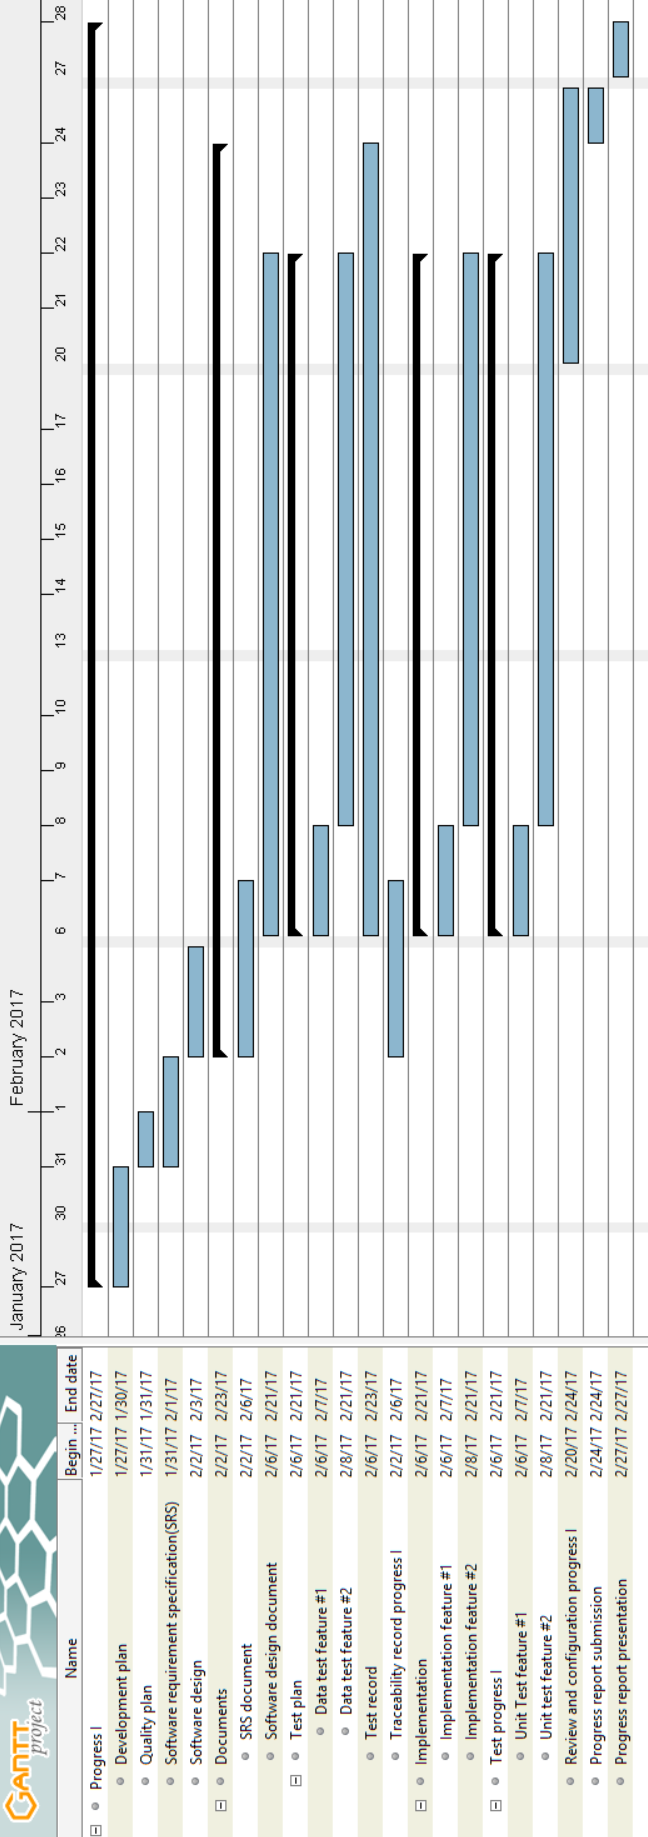 GANTT
project
January 2017
February 2017
Name
Begin ...
End date
26
27
30
31
1
2
3
6
7
8
9
10
13
14
15
16
17
20
21
22
23
24
27
28
Progress I 1/27/17 2/27/17
Development plan 1/27/17 1/30/17
Quality plan 1/31/17 1/31/17
Software requirement specification(SRS) 1/31/17 2/1/17
Software design 2/2/17 2/3/17
Documents 2/2/17 2/23/17
SRS document 2/2/17 2/6/17
Software design document 2/6/17 2/21/17
Test plan 2/6/17 2/21/17
Data test feature #1 2/6/17 2/7/17
Data test feature #2 2/8/17 2/21/17
Test record 2/6/17 2/23/17
Traceability record progress I 2/2/17 2/6/17
Implementation 2/6/17 2/21/17
Implementation feature #1 2/6/17 2/7/17
Implementation feature #2 2/8/17 2/21/17
Test progress I 2/6/17 2/21/17
Unit Test feature #1 2/6/17 2/7/17
Unit test feature #2 2/8/17 2/21/17
Review and configuration progress I 2/20/17 2/24/17
Progress report submission 2/24/17 2/24/17
Progress report presentation 2/27/17 2/27/17